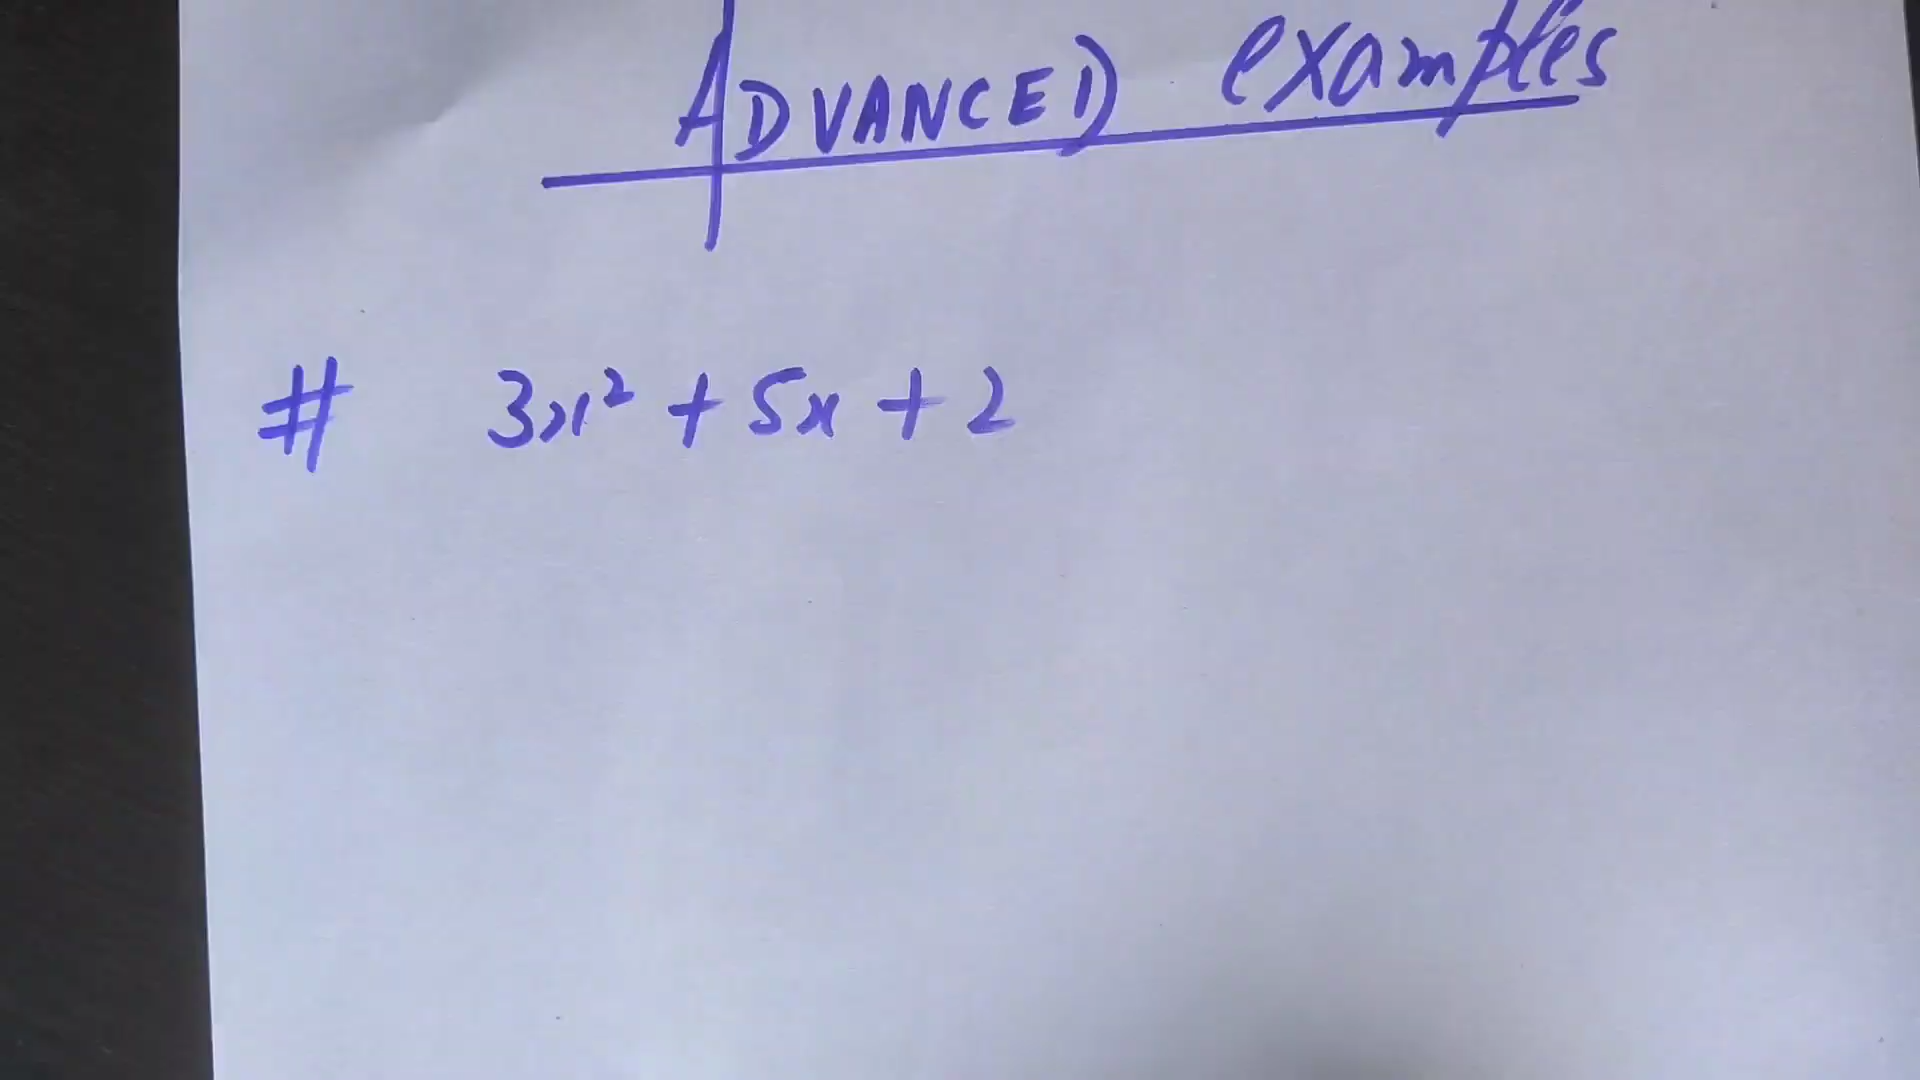 ADVANCED examples
# 3x² + 5x + 2